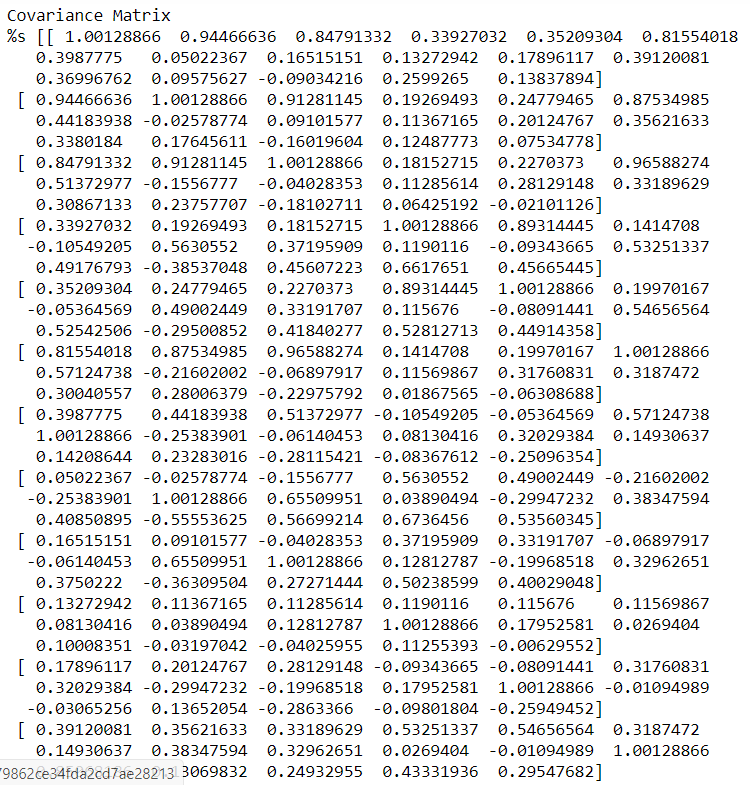 Covariance Matrix
%s [[ 1.00128866  0.94466636  0.84791332  0.33927032  0.35209304  0.81554018
0.3987775   0.05022367  0.16515151  0.13272942  0.17896117  0.39120081
0.36996762  0.09575627 -0.09034216  0.2599265   0.13837894]
[ 0.94466636  1.00128866  0.91281145  0.19269493  0.24779465  0.87534985
0.44183938 -0.02578774  0.09101577  0.11367165  0.20124767  0.35621633
0.3380184   0.17645611 -0.16019604  0.12487773  0.07534778]
[ 0.84791332  0.91281145  1.00128866  0.18152715  0.2270373   0.96588274
0.51372977 -0.1556777  -0.04028353  0.11285614  0.28129148  0.33189629
0.30867133  0.23757707 -0.18102711  0.06425192 -0.02101126]
[ 0.33927032  0.19269493  0.18152715  1.00128866  0.89314445  0.1414708
-0.10549205  0.5630552   0.37195909  0.1190116  -0.09343665  0.53251337
0.49176793 -0.38537048  0.45607223  0.6617651   0.45665445]
[ 0.35209304  0.24779465  0.2270373   0.89314445  1.00128866  0.19970167
-0.05364569  0.49002449  0.33191707  0.115676   -0.08091441  0.54656564
0.52542506 -0.29500852  0.41840277  0.52812713  0.44914358]
[ 0.81554018  0.87534985  0.96588274  0.1414708   0.19970167  1.00128866
0.57124738 -0.21602002 -0.06897917  0.11569867  0.31760831  0.3187472
0.30040557  0.28006379 -0.22975792  0.01867565 -0.06308688]
[ 0.3987775   0.44183938  0.51372977 -0.10549205 -0.05364569  0.57124738
1.00128866 -0.25383901 -0.06140453  0.08130416  0.32029384  0.14930637
0.14208644  0.23283016 -0.28115421 -0.08367612 -0.25096354]
[ 0.05022367 -0.02578774 -0.1556777   0.5630552   0.49002449 -0.21602002
-0.25383901  1.00128866  0.65509951  0.03890494 -0.29947232  0.38347594
0.40850895 -0.55553625  0.56699214  0.6736456   0.53560345]
[ 0.16515151  0.09101577 -0.04028353  0.37195909  0.33191707 -0.06897917
-0.06140453  0.65509951  1.00128866  0.12812787 -0.19968518  0.32962651
0.3750222  -0.36309504  0.27271444  0.50238599  0.40029048]
[ 0.13272942  0.11367165  0.11285614  0.1190116   0.115676    0.11569867
0.08130416  0.03890494  0.12812787  1.00128866  0.17952581  0.0269404
0.10008351 -0.03197042 -0.04025955  0.11255393 -0.00629552]
[ 0.17896117  0.20124767  0.28129148 -0.09343665 -0.08091441  0.31760831
0.32029384 -0.29947232 -0.19968518  0.17952581  1.00128866 -0.01094989
-0.03065256  0.13652054 -0.2863366  -0.09801804 -0.25949452]
[ 0.39120081  0.35621633  0.33189629  0.53251337  0.54656564  0.3187472
0.14930637  0.38347594  0.32962651  0.0269404  -0.01094989  1.00128866
79862ce34fda2cd7ae28213 3069832  0.24932955  0.43331936  0.29547682]